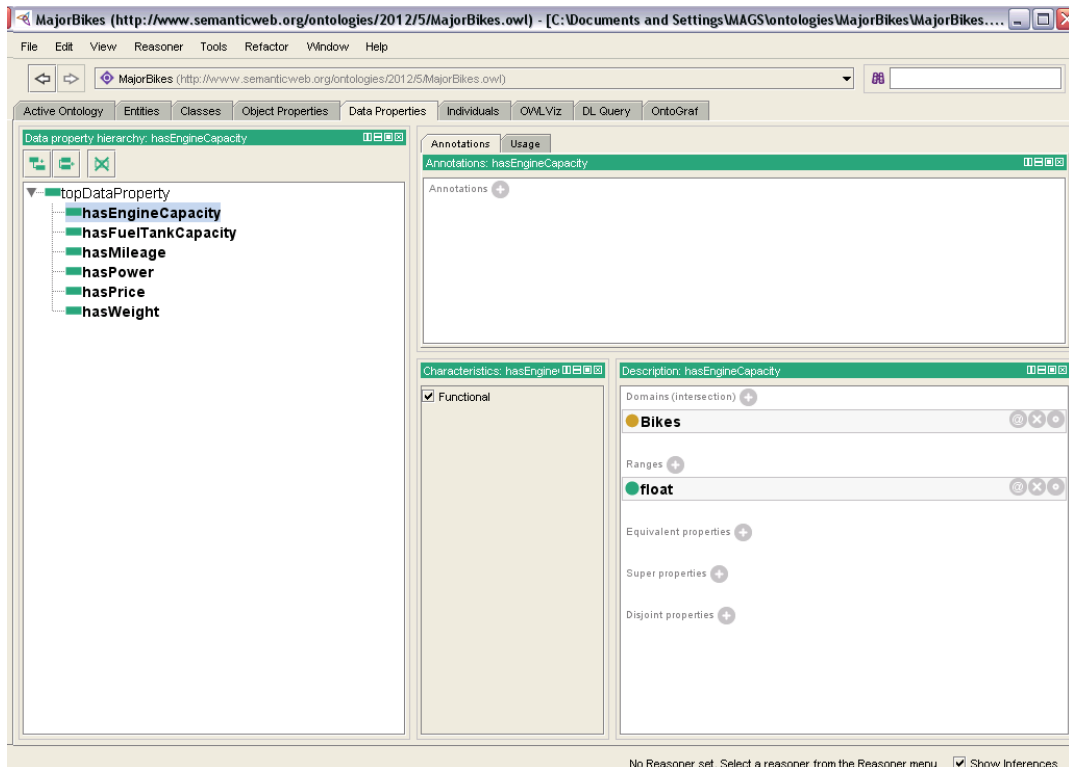 MajorBikes (http://www.semanticweb.org/ontologies/2012/5/MajorBikes.owl) - [C:\Documents and Settings\MAGS\ontologies\MajorBikes\MajorBikes....
File Edit View Reasoner Tools Refactor Window Help
MajorBikes (http://www.semanticweb.org/ontologies/2012/5/MajorBikes.owl)
Active Ontology Entities Classes Object Properties Data Properties Individuals OWLViz DL Query OntoGraf
Data property hierarchy: hasEngineCapacity
topDataProperty
hasEngineCapacity
hasFuelTankCapacity
hasMileage
hasPower
hasPrice
hasWeight
Annotations Usage
Annotations: hasEngineCapacity
Annotations
Characteristics: hasEngine
Functional
Description: hasEngineCapacity
Domains (intersection)
Bikes
Ranges
float
Equivalent properties
Super properties
Disjoint properties
No Reasoner set. Select a reasoner from the Reasoner menu Show Inferences